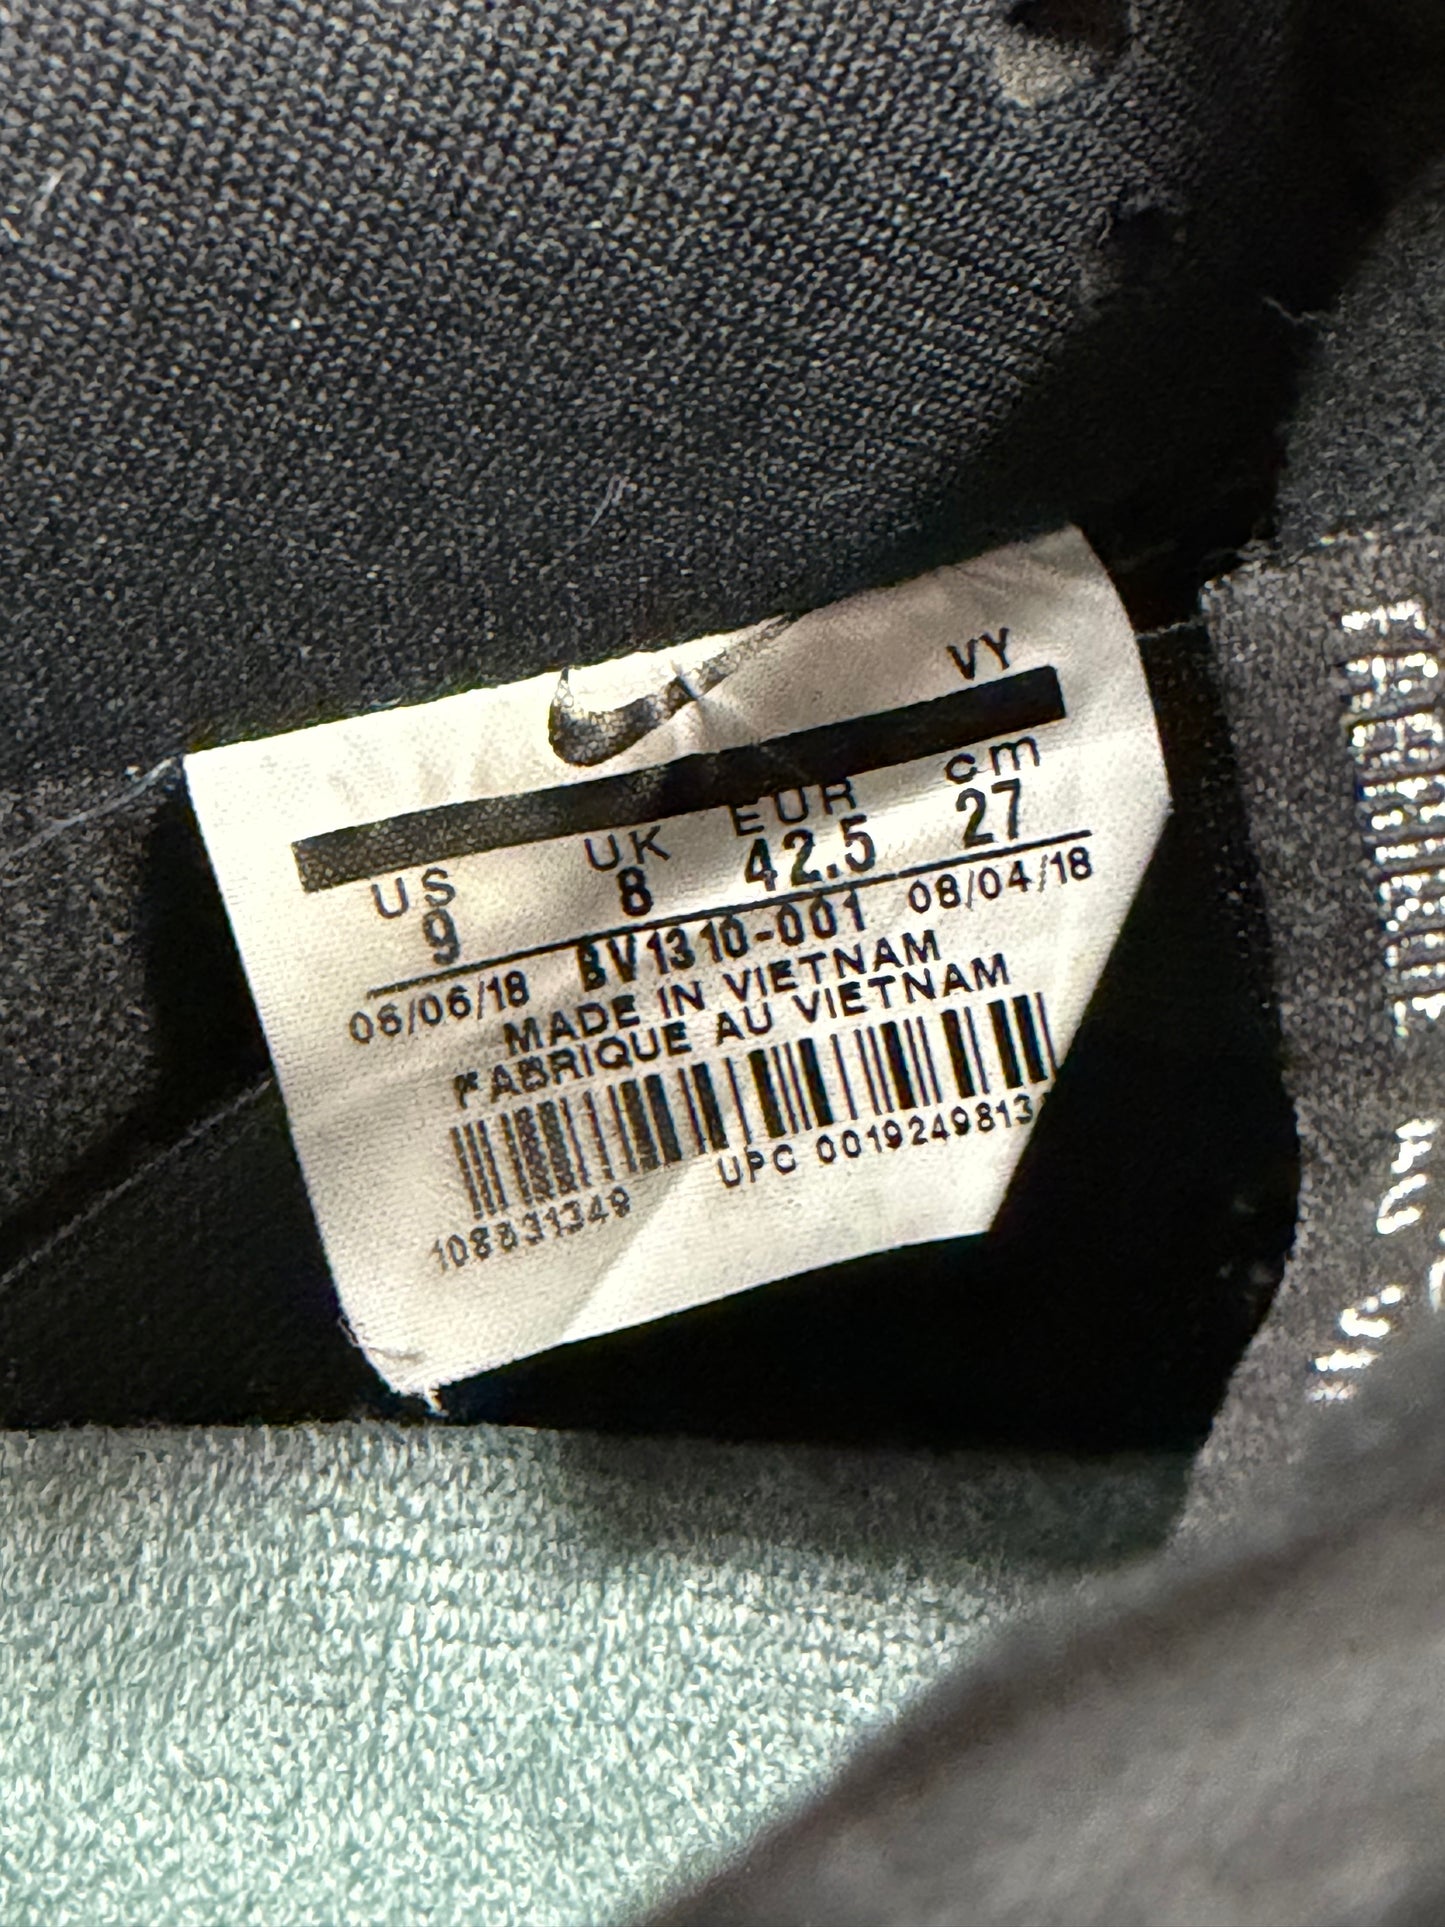 VY
US UK EUR cm
9 8 42.5 27
06/06/18 BV1310-001 08/04/18
MADE IN VIETNAM
FABRIQUE AU VIETNAM
UPC 0019249813
108831349